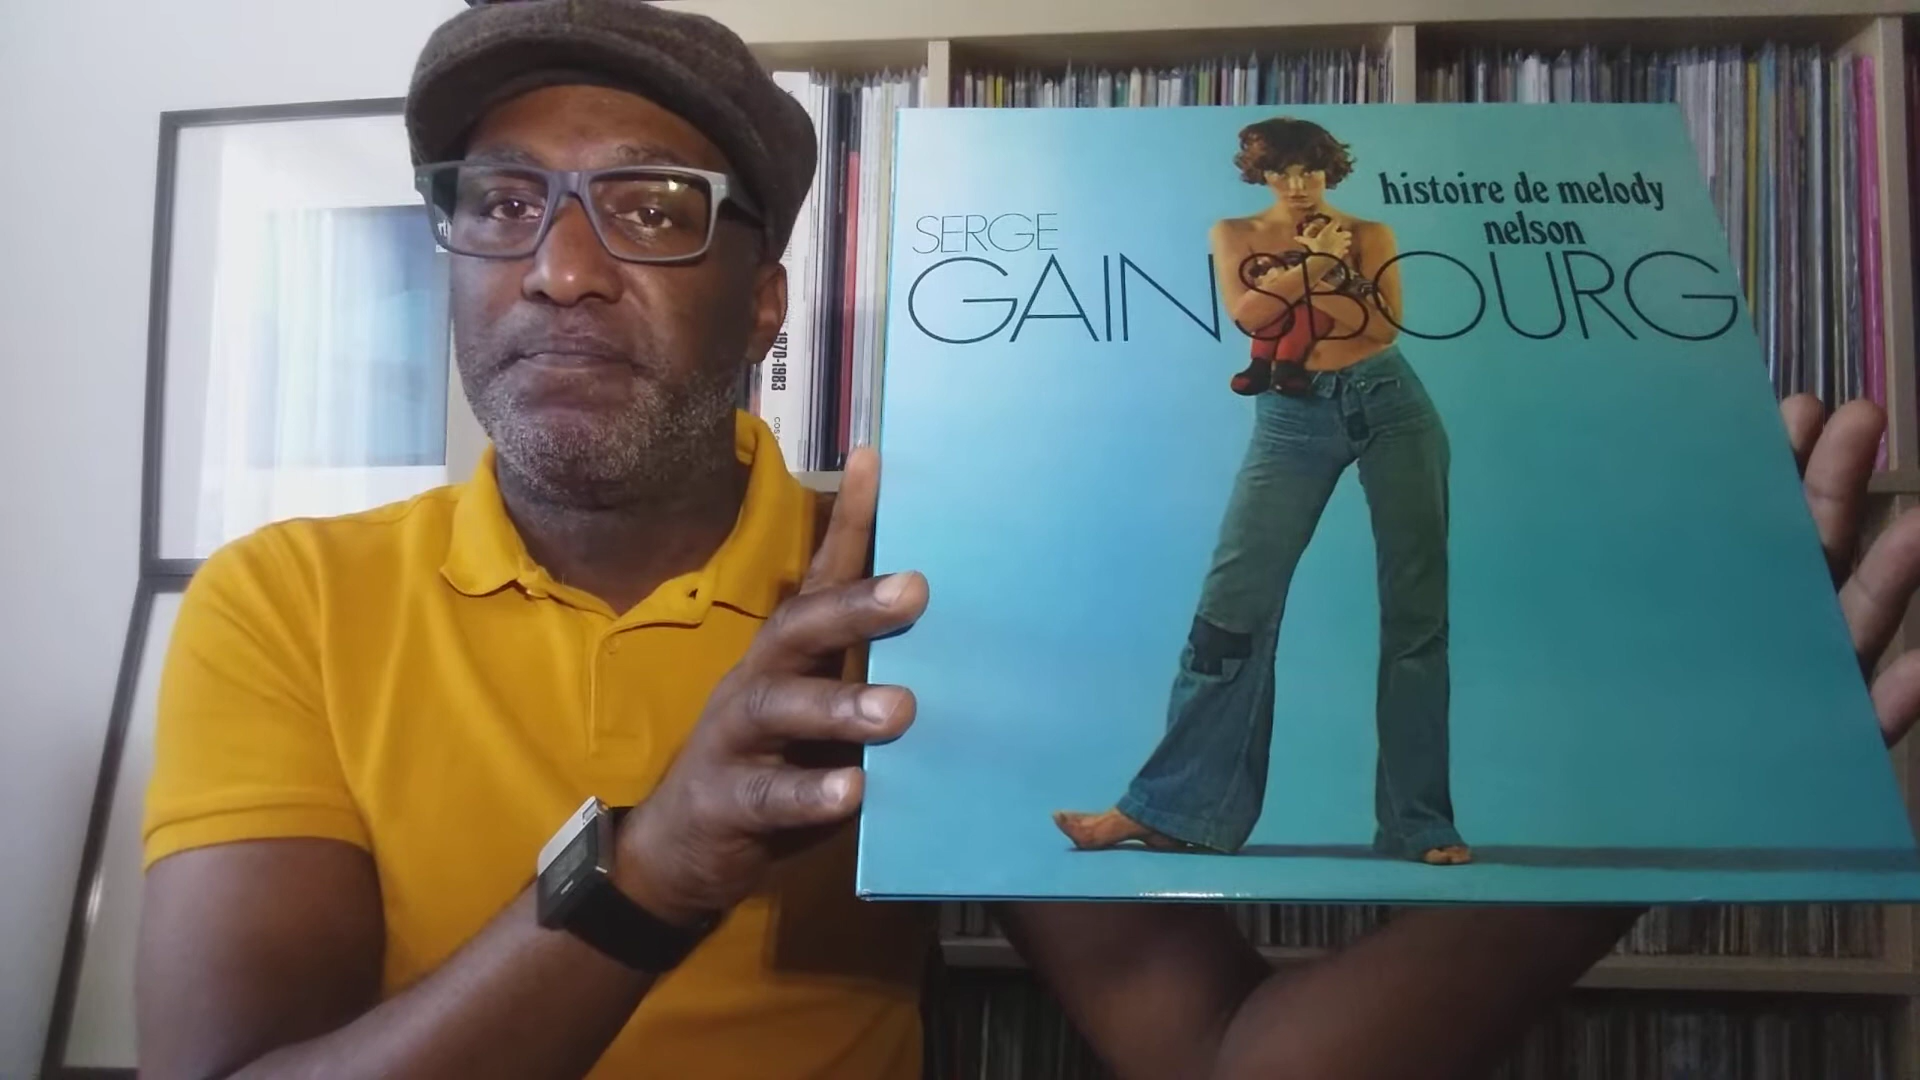 SERGE
GAINSBOURG
histoire de melody
nelson
1970-1983